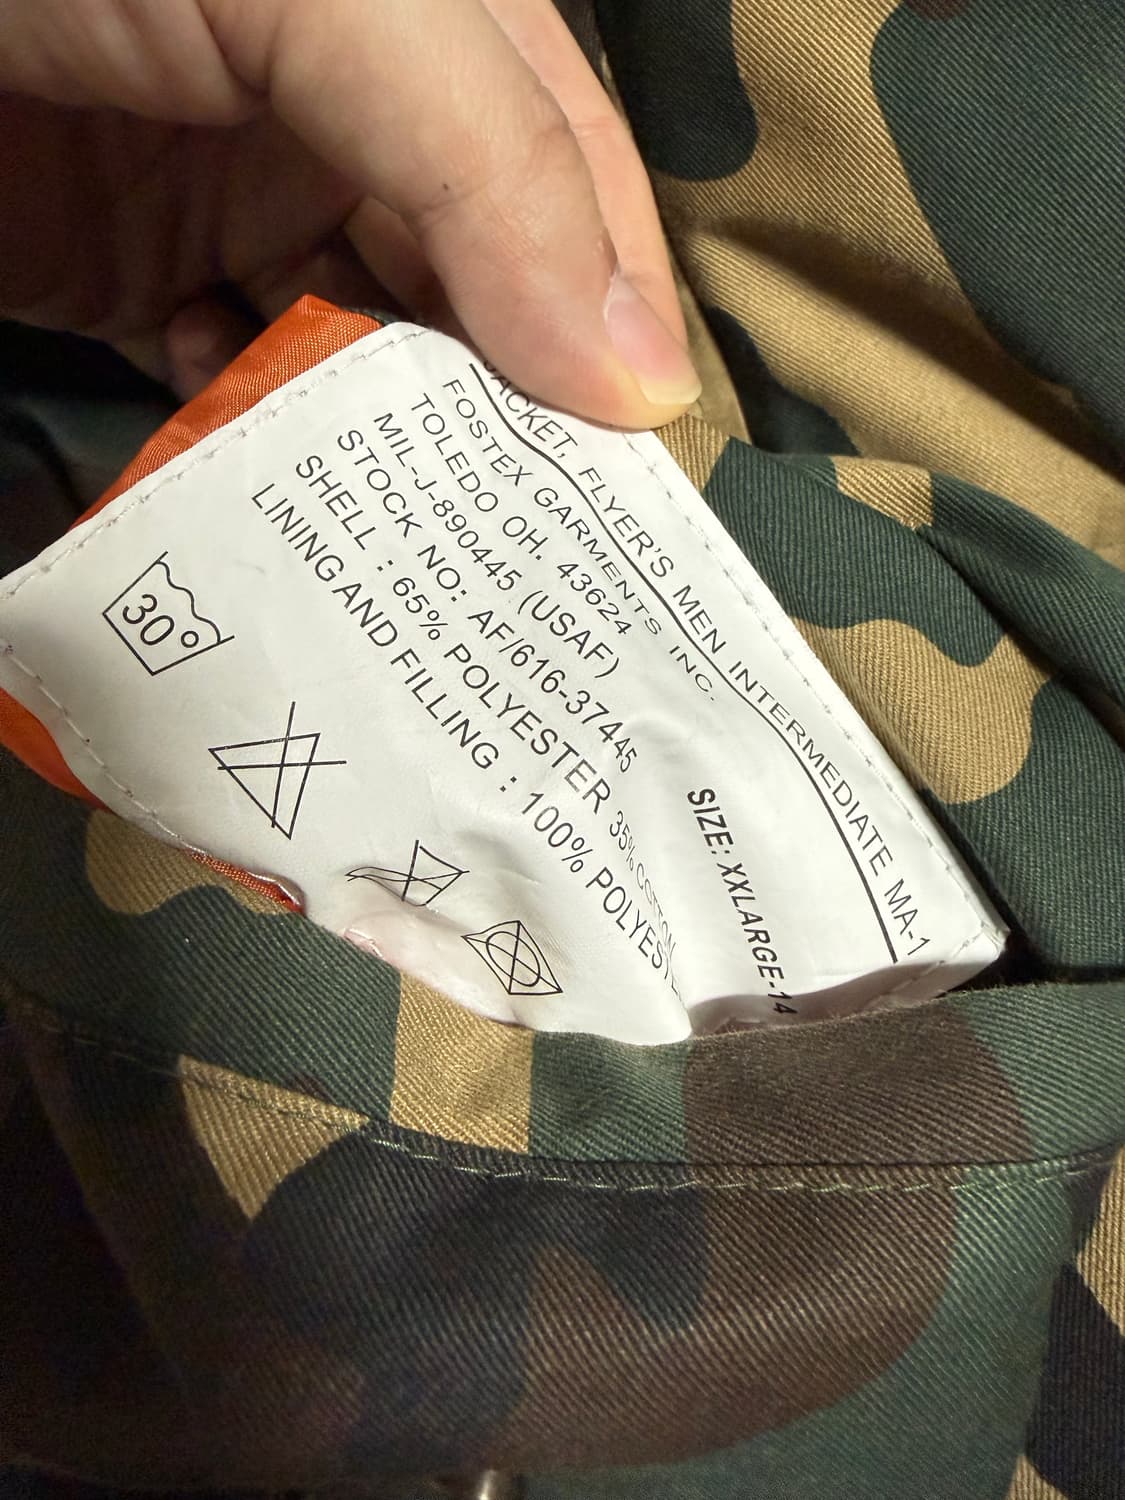 JACKET, FLYER'S MEN INTERMEDIATE MA-1
FOSTEX GARMENTS INC.
TOLEDO OH. 43624
MIL-J-890445 (USAF)
STOCK NO: AF/616-37445
SHELL : 65% POLYESTER 35% COTTON
LINING AND FILLING : 100% POLYESTER
SIZE: XXLARGE-14
30°